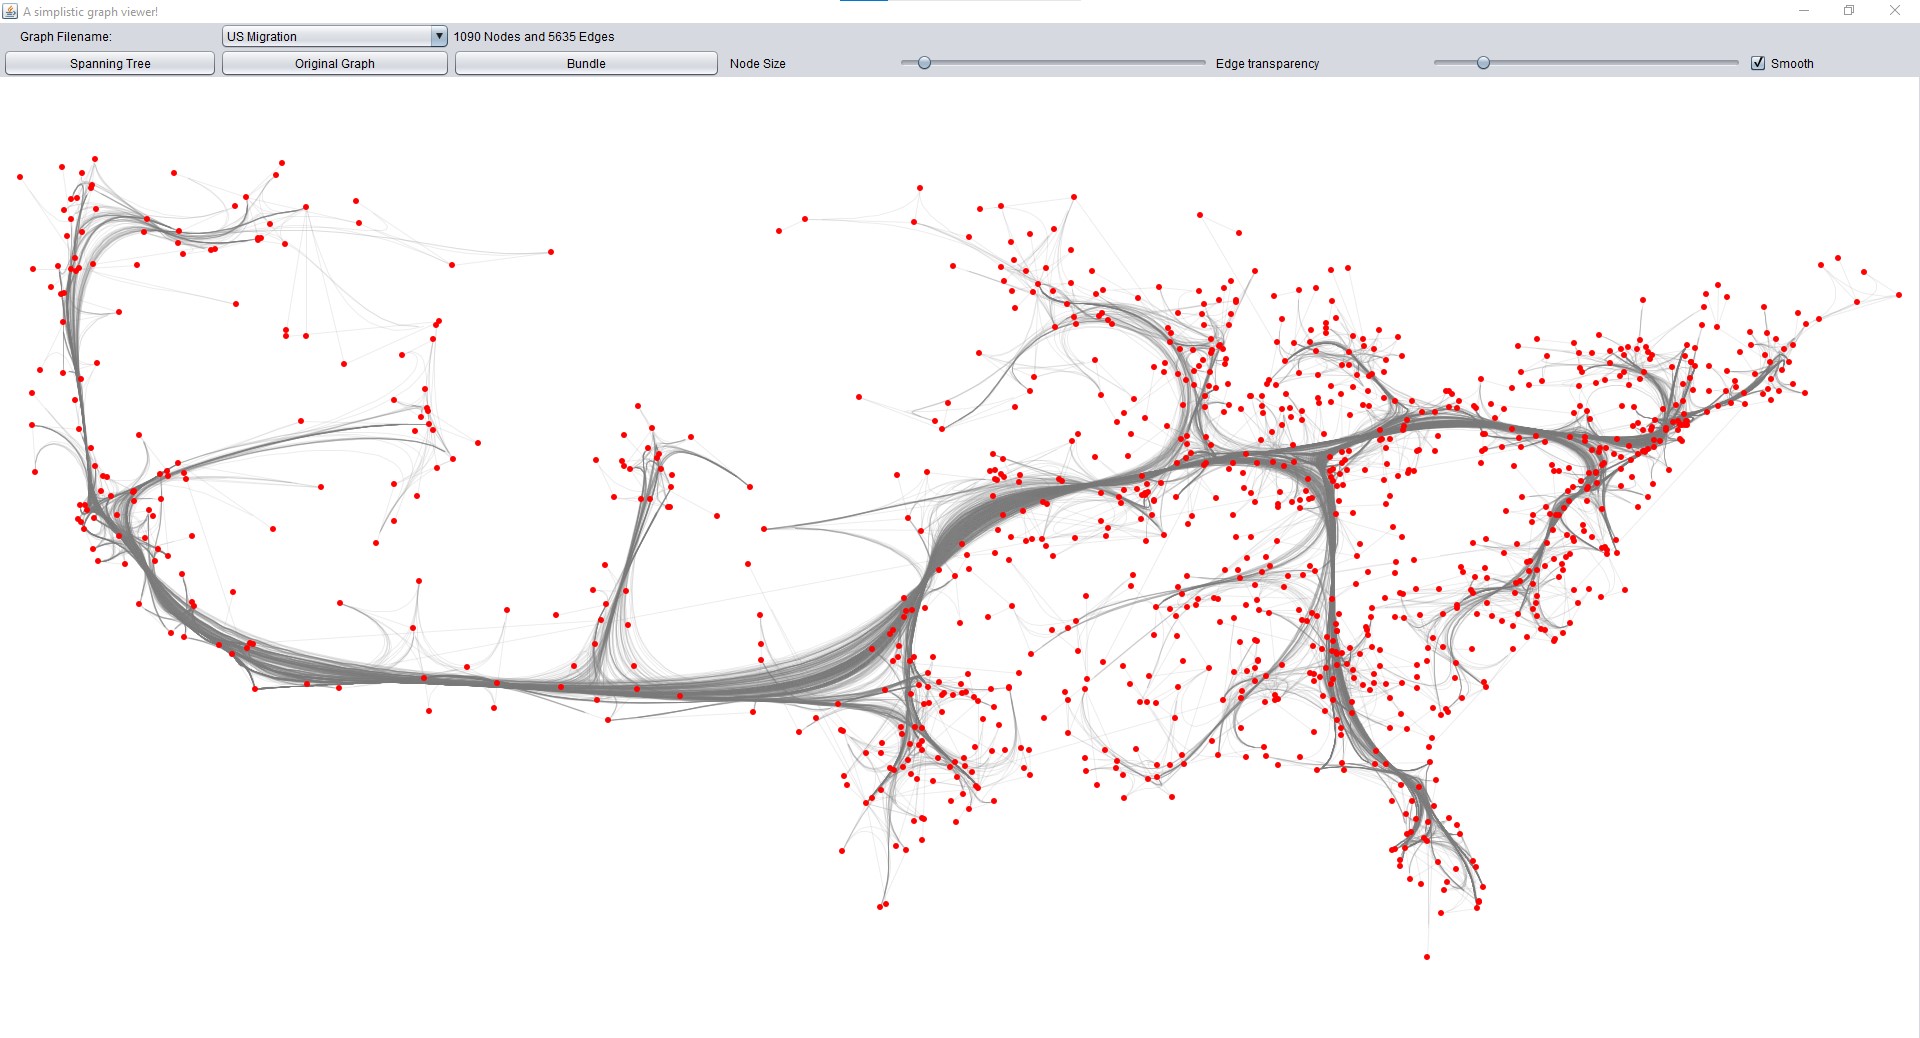 A simplistic graph viewer!
Graph Filename: US Migration 1090 Nodes and 5635 Edges
Spanning Tree Original Graph Bundle Node Size Edge transparency Smooth